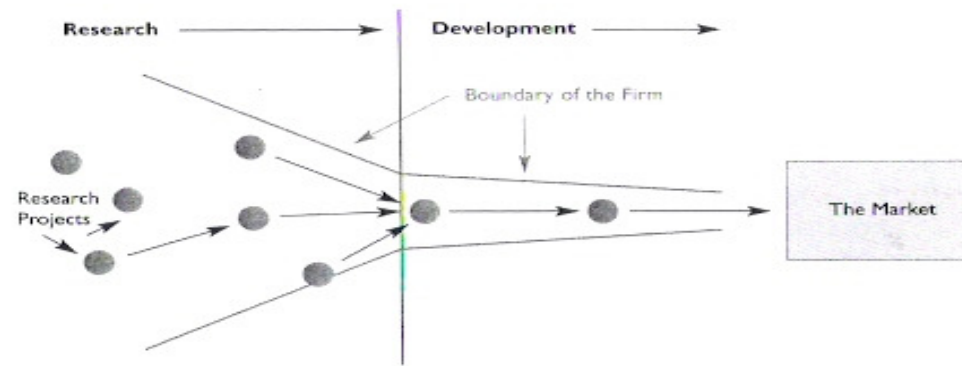 Research
Development
Boundary of the Firm
Research
Projects
The Market